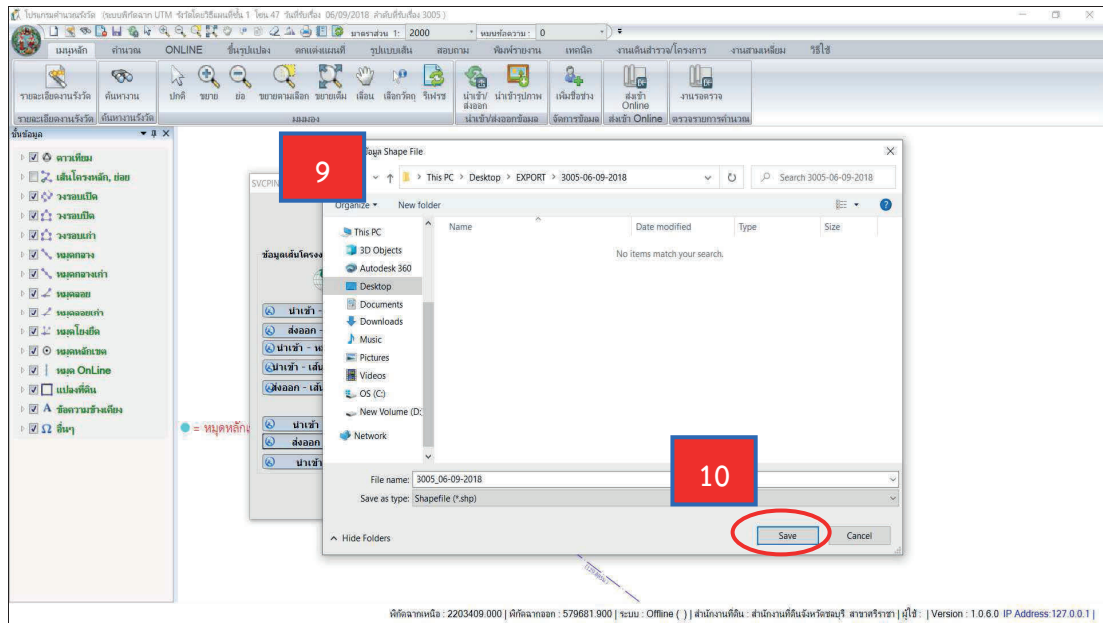 โปรแกรมคำนวณรังวัด (ระบบพิกัดฉาก UTM รังวัดโดยวิธีแผนที่ชั้น 1 โซน 47 วันที่รับเรื่อง 06/09/2018 ลำดับที่รับเรื่อง 3005 )
มาตราส่วน 1: 2000 หมุนข้อความ : 0
เมนูหลัก คำนวณ ONLINE ขึ้นรูปแปลง ตกแต่งแผนที่ รูปแบบเส้น สอบถาม พิมพ์รายงาน เทคนิค งานเดินสำรวจ/โครงการ งานสามเหลี่ยม วิธีใช้
รายละเอียดงานรังวัด ค้นหางาน ปกติ ขยาย ย่อ ขยายตามเลือก ขยายเต็ม เลื่อน เลือกวัตถุ รีเฟรช นำเข้า/ส่งออก นำเข้ารูปภาพ เพิ่มชื่อช่าง ส่งเข้า Online งานรอตรวจ
รายละเอียดงานรังวัด ค้นหางานรังวัด มุมมอง นำเข้า/ส่งออกข้อมูล จัดการข้อมูล ส่งเข้า Online ตรวจรายการคำนวณ
ชั้นข้อมูล
ดาวเทียม
เส้นโครงหลัก, ย่อย
วงรอบเปิด
วงรอบปิด
วงรอบเก่า
หมุดกลาง
หมุดกลางเก่า
หมุดลอย
หมุดลอยเก่า
หมุดโยงยึด
หมุดหลักเขต
หมุด OnLine
แปลงที่ดิน
ข้อความข้างเคียง
อื่นๆ
= หมุดหลักเ
SVCPIN
ข้อมูลเส้นโครงง
นำเข้า -
ส่งออก -
นำเข้า - ห
นำเข้า - เส้น
ส่งออก - เส้น
นำเข้า
ส่งออก
นำเข้า
9
ข้อมูล Shape File
This PC > Desktop > EXPORT > 3005-06-09-2018
Search 3005-06-09-2018
Organize New folder
Name Date modified Type Size
No items match your search.
This PC
3D Objects
Autodesk 360
Desktop
Documents
Downloads
Music
Pictures
Videos
OS (C:)
New Volume (D:
Network
File name: 3005_06-09-2018
Save as type: Shapefile (*.shp)
10
Hide Folders
Save Cancel
พิกัดฉากเหนือ : 2203409.000 | พิกัดฉากออก : 579681.900 | ระบบ : Offline ( ) | สำนักงานที่ดิน : สำนักงานที่ดินจังหวัดชลบุรี สาขาศรีราชา | ผู้ใช้ : | Version : 1.0.6.0 IP Address:127.0.0.1 |